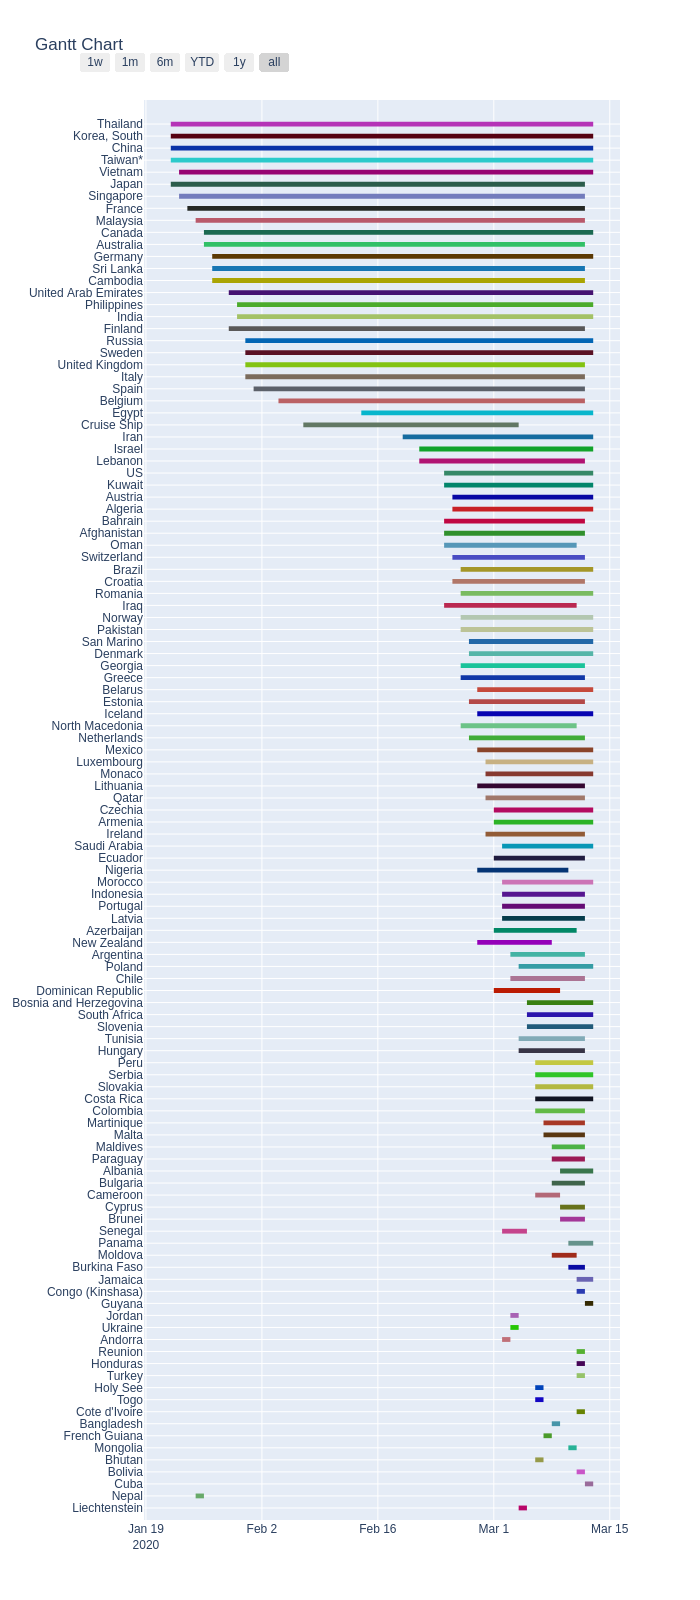 Gantt Chart
1w 1m 6m YTD 1y all
Thailand
Korea, South
China
Taiwan*
Vietnam
Japan
Singapore
France
Malaysia
Canada
Australia
Germany
Sri Lanka
Cambodia
United Arab Emirates
Philippines
India
Finland
Russia
Sweden
United Kingdom
Italy
Spain
Belgium
Egypt
Cruise Ship
Iran
Israel
Lebanon
US
Kuwait
Austria
Algeria
Bahrain
Afghanistan
Oman
Switzerland
Brazil
Croatia
Romania
Iraq
Norway
Pakistan
San Marino
Denmark
Georgia
Greece
Belarus
Estonia
Iceland
North Macedonia
Netherlands
Mexico
Luxembourg
Monaco
Lithuania
Qatar
Czechia
Armenia
Ireland
Saudi Arabia
Ecuador
Nigeria
Morocco
Indonesia
Portugal
Latvia
Azerbaijan
New Zealand
Argentina
Poland
Chile
Dominican Republic
Bosnia and Herzegovina
South Africa
Slovenia
Tunisia
Hungary
Peru
Serbia
Slovakia
Costa Rica
Colombia
Martinique
Malta
Maldives
Paraguay
Albania
Bulgaria
Cameroon
Cyprus
Brunei
Senegal
Panama
Moldova
Burkina Faso
Jamaica
Congo (Kinshasa)
Guyana
Jordan
Ukraine
Andorra
Reunion
Honduras
Turkey
Holy See
Togo
Cote d'Ivoire
Bangladesh
French Guiana
Mongolia
Bhutan
Bolivia
Cuba
Nepal
Liechtenstein
Jan 19 Feb 2 Feb 16 Mar 1 Mar 15
2020